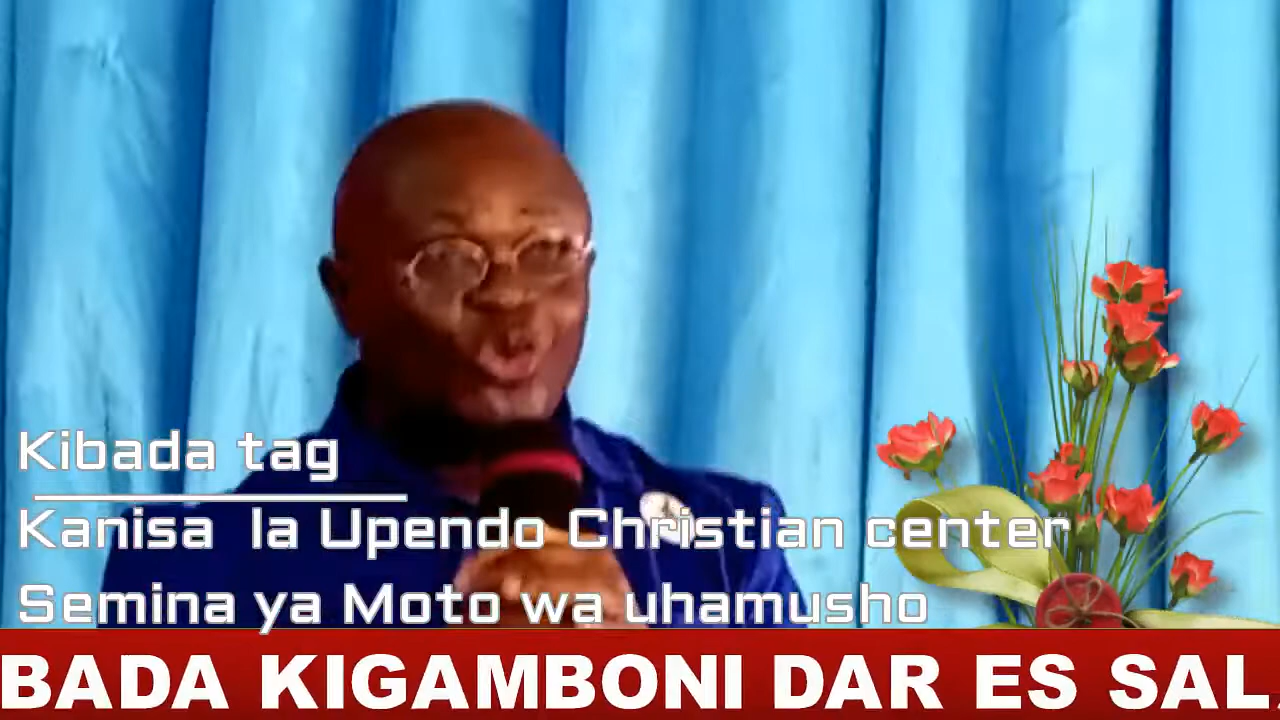 Kibada tag
Kanisa la Upendo Christian center
Semina ya Moto wa uhamusho
BADA KIGAMBONI DAR ES SAL